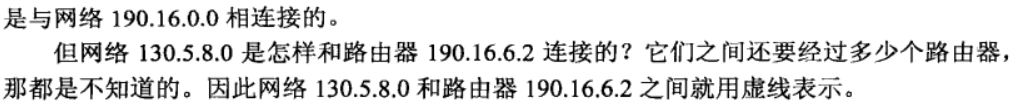 是与网络 190.16.0.0 相连接的。
但网络 130.5.8.0 是怎样和路由器 190.16.6.2 连接的？它们之间还要经过多少个路由器，
那都是不知道的。因此网络 130.5.8.0 和路由器 190.16.6.2 之间就用虚线表示。